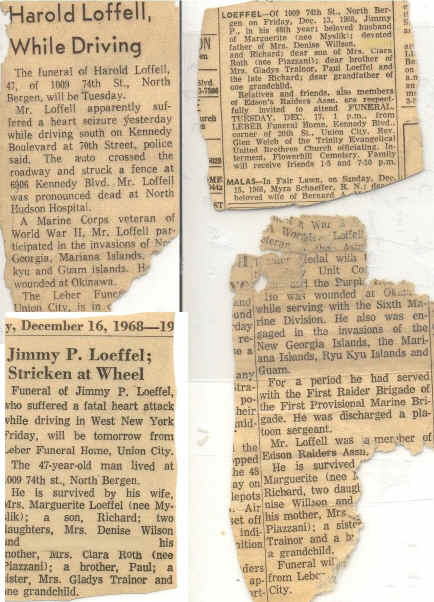 Harold Loffell,
While Driving
The funeral of Harold Loffell,
47, of 1009 74th St., North
Bergen, will be Tuesday.
Mr. Loffell apparently suf-
fered a heart seizure yesterday
while driving south on Kennedy
Boulevard at 70th Street, police
said. The auto crossed the
roadway and struck a fence at
6906 Kennedy Blvd. Mr. Loffell
was pronounced dead at North
Hudson Hospital.
A Marine Corps veteran of
World War II, Mr. Loffell par-
ticipated in the invasions of
Georgia, Mariana Islands,
kyu and Guam islands.
wounded at Okinawa.
The Leber
Union City, is in
y, December 16, 1968—19
Jimmy P. Loeffel;
Stricken at Wheel
Funeral of Jimmy P. Loeffel,
who suffered a fatal heart attack
while driving in West New York
Friday, will be tomorrow from
Leber Funeral Home, Union City.
The 47-year-old man lived at
1009 74th st., North Bergen.
He is survived by his wife,
Mrs. Marguerite Loeffel (nee My-
slik); a son, Richard; two
daughters, Mrs. Denise Wilson
and his
mother, Mrs. Clara Roth (nee
Piazzani); a brother, Paul; a
sister, Mrs. Gladys Trainor and
one grandchild.
LOEFFEL—Of 1009 74th St., North Ber-
gen on Friday, Dec. 13, 1968, Jimmy
P., in his 48th year; beloved husband
of Marguerite (nee Myslik); devoted
father of Mrs. Denise Willson,
and Richard; dear son of Mrs. Clara
Roth (nee Piazzani); dear brother of
Mrs. Gladys Trainor, Paul Loeffel and
the late Richard; dear grandfather of
one grandchild.
Relatives and friends, also members
of Edson's Raiders Assn. are respect-
fully invited to attend FUNERAL
TUESDAY, DEC. 17, 1 p.m., from
LEBER Funeral Home, Kennedy Blvd.,
corner of 20th St., Union City. Rev.
Glen Welch of the Trinity Evangelical
United Brethren Church officiating. In-
terment, Flowerhill Cemetery. Family
will receive friends 1-5 and 7-10 p.m.
MALAS—In Fair Lawn, on Sunday, Dec.
15, 1968, Myra Schaefer, R. N.;
beloved wife of Bernard
Medal with
Unit
and the Purple
He was wounded at
while serving with the Sixth Ma-
rine Division. He also was en-
gaged in the invasions of the
New Georgia Islands, the Mari-
ana Islands, Ryu Kyu Islands and
Guam.
For a period he had served
with the First Raider Brigade of
the First Provisional Marine Bri-
gade. He was discharged a pla-
toon sergeant.
Mr. Loffell was a member of
Edson Raiders Assn.
He is survived
Marguerite (nee
Richard, two
nise Willson and
his mother, Mrs.
Piazzani); a sister
Trainor and a
a grandchild.
Funeral
from
City.